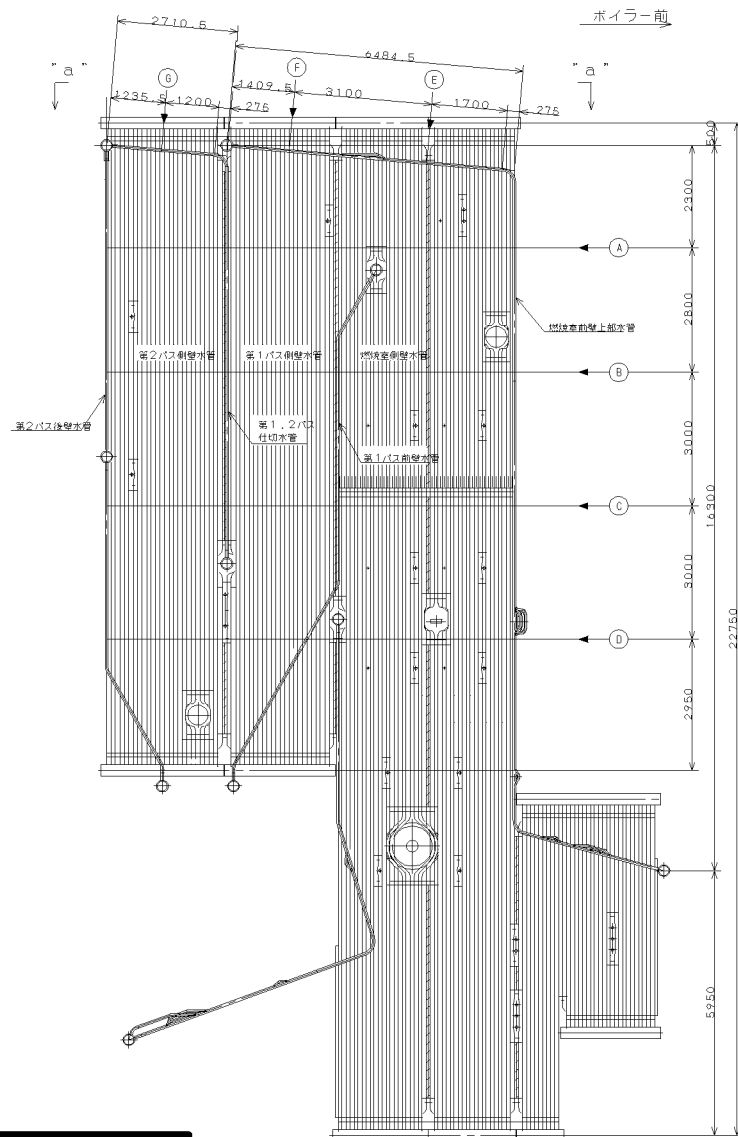 ボイラー前
2710.5
6484.5
"a"
"a"
G
F
E
1235.5
1200
275
1409.5
3100
1700
275
500
2300
A
2800
燃焼室前壁上部水管
第2パス側壁水管
第1パス側壁水管
燃焼室側壁水管
B
第2パス後壁水管
第1,2パス
仕切水管
第1パス前壁水管
3000
C
16300
3000
D
22750
2950
5950